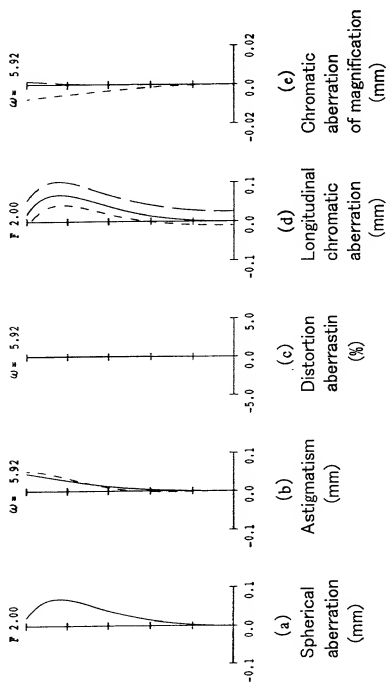 F 2.00
-0.1 0.0 0.1
(a)
Spherical
aberration
(mm)
ω= 5.92
-0.1 0.0 0.1
(b)
Astigmatism
(mm)
ω= 5.92
-5.0 0.0 5.0
(c)
Distortion
aberrastin
(%)
F 2.00
-0.1 0.0 0.1
(d)
Longitudinal
chromatic
aberration
(mm)
ω= 5.92
-0.02 0.0 0.02
(e)
Chromatic
aberration
of magnification
(mm)